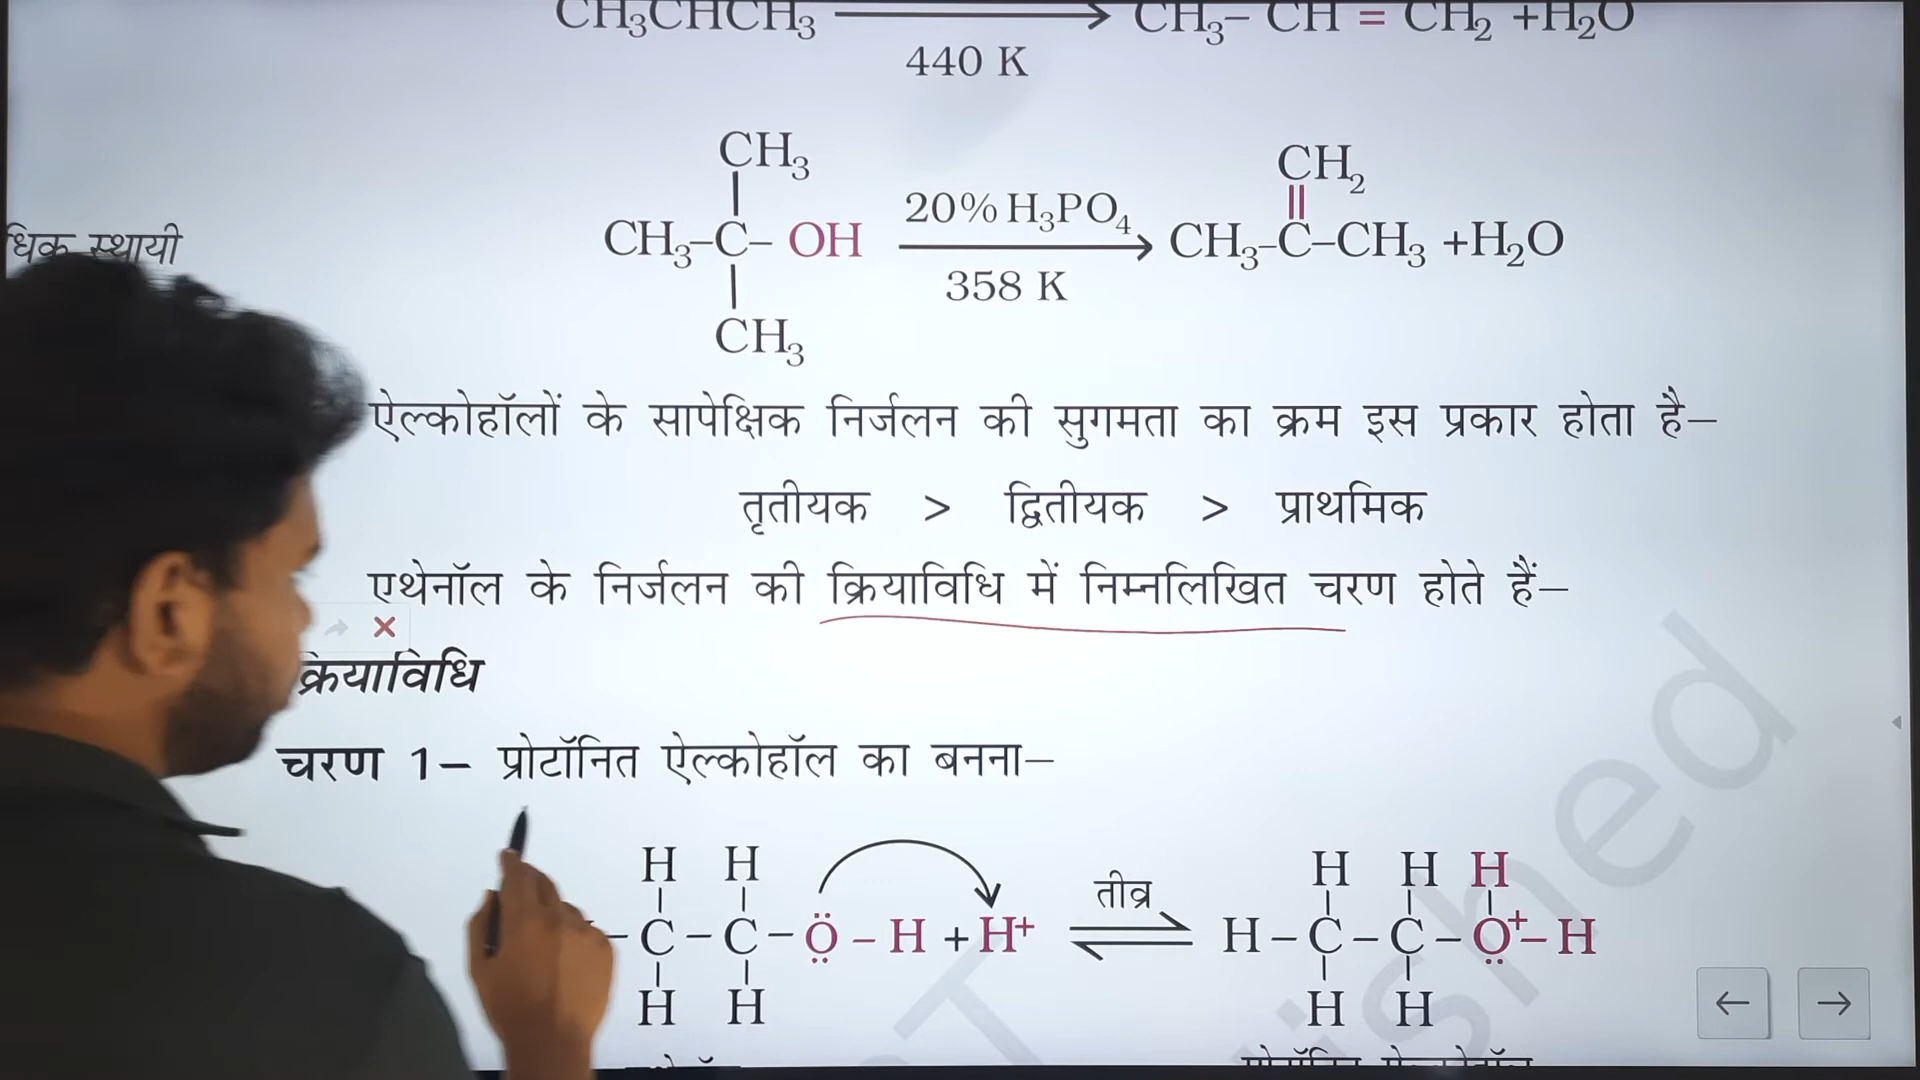 CH₃CHCH₃ ⟶ CH₃– CH = CH₂ +H₂O
440 K
CH₃ CH₂
20% H₃PO₄
धिक स्थायी CH₃–C– OH ⟶ CH₃–C–CH₃ +H₂O
358 K
CH₃
ऐल्कोहॉलों के सापेक्षिक निर्जलन की सुगमता का क्रम इस प्रकार होता है–
तृतीयक > द्वितीयक > प्राथमिक
एथेनॉल के निर्जलन की क्रियाविधि में निम्नलिखित चरण होते हैं–
क्रियाविधि
चरण 1– प्रोटॉनित ऐल्कोहॉल का बनना–
H H तीव्र H H H
–C–C–O–H + H⁺ ⇌ H–C–C–O⁺–H
H H H H